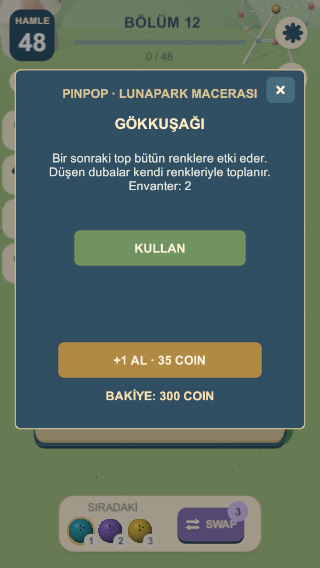 HAMLE
48
BÖLÜM 12
0 / 48
PINPOP · LUNAPARK MACERASI
×
GÖKKUŞAĞI
Bir sonraki top bütün renklere etki eder.
Düşen dubalar kendi renkleriyle toplanır.
Envanter: 2
KULLAN
+1 AL · 35 COIN
BAKİYE: 300 COIN
SIRADAKİ
1
2
3
SWAP
3